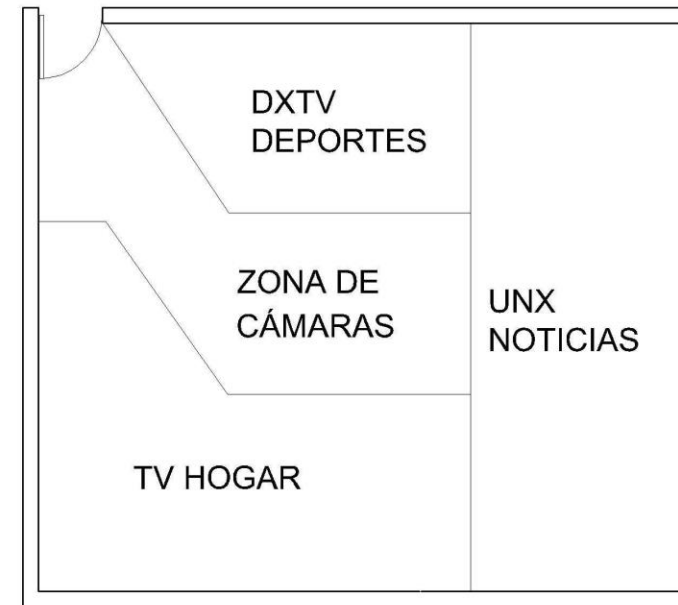 DXTV
DEPORTES
ZONA DE
CÁMARAS
UNX
NOTICIAS
TV HOGAR